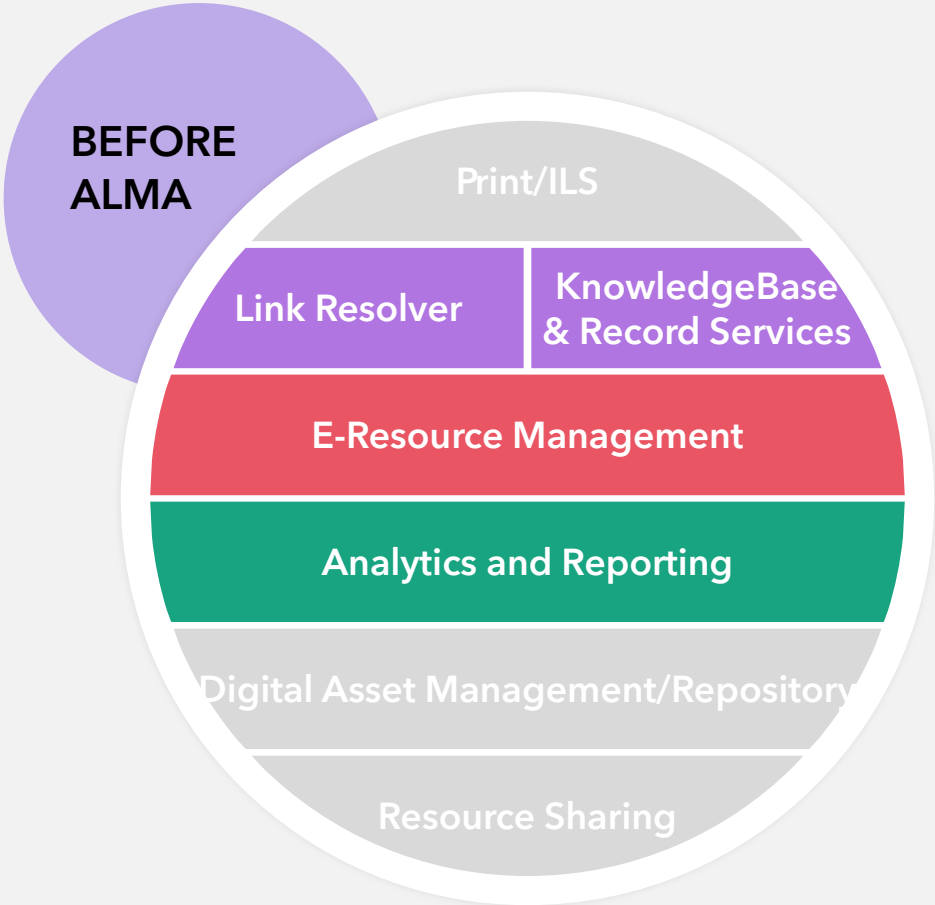 BEFORE
ALMA
Print/ILS
Link Resolver
KnowledgeBase
& Record Services
E-Resource Management
Analytics and Reporting
Digital Asset Management/Repository
Resource Sharing